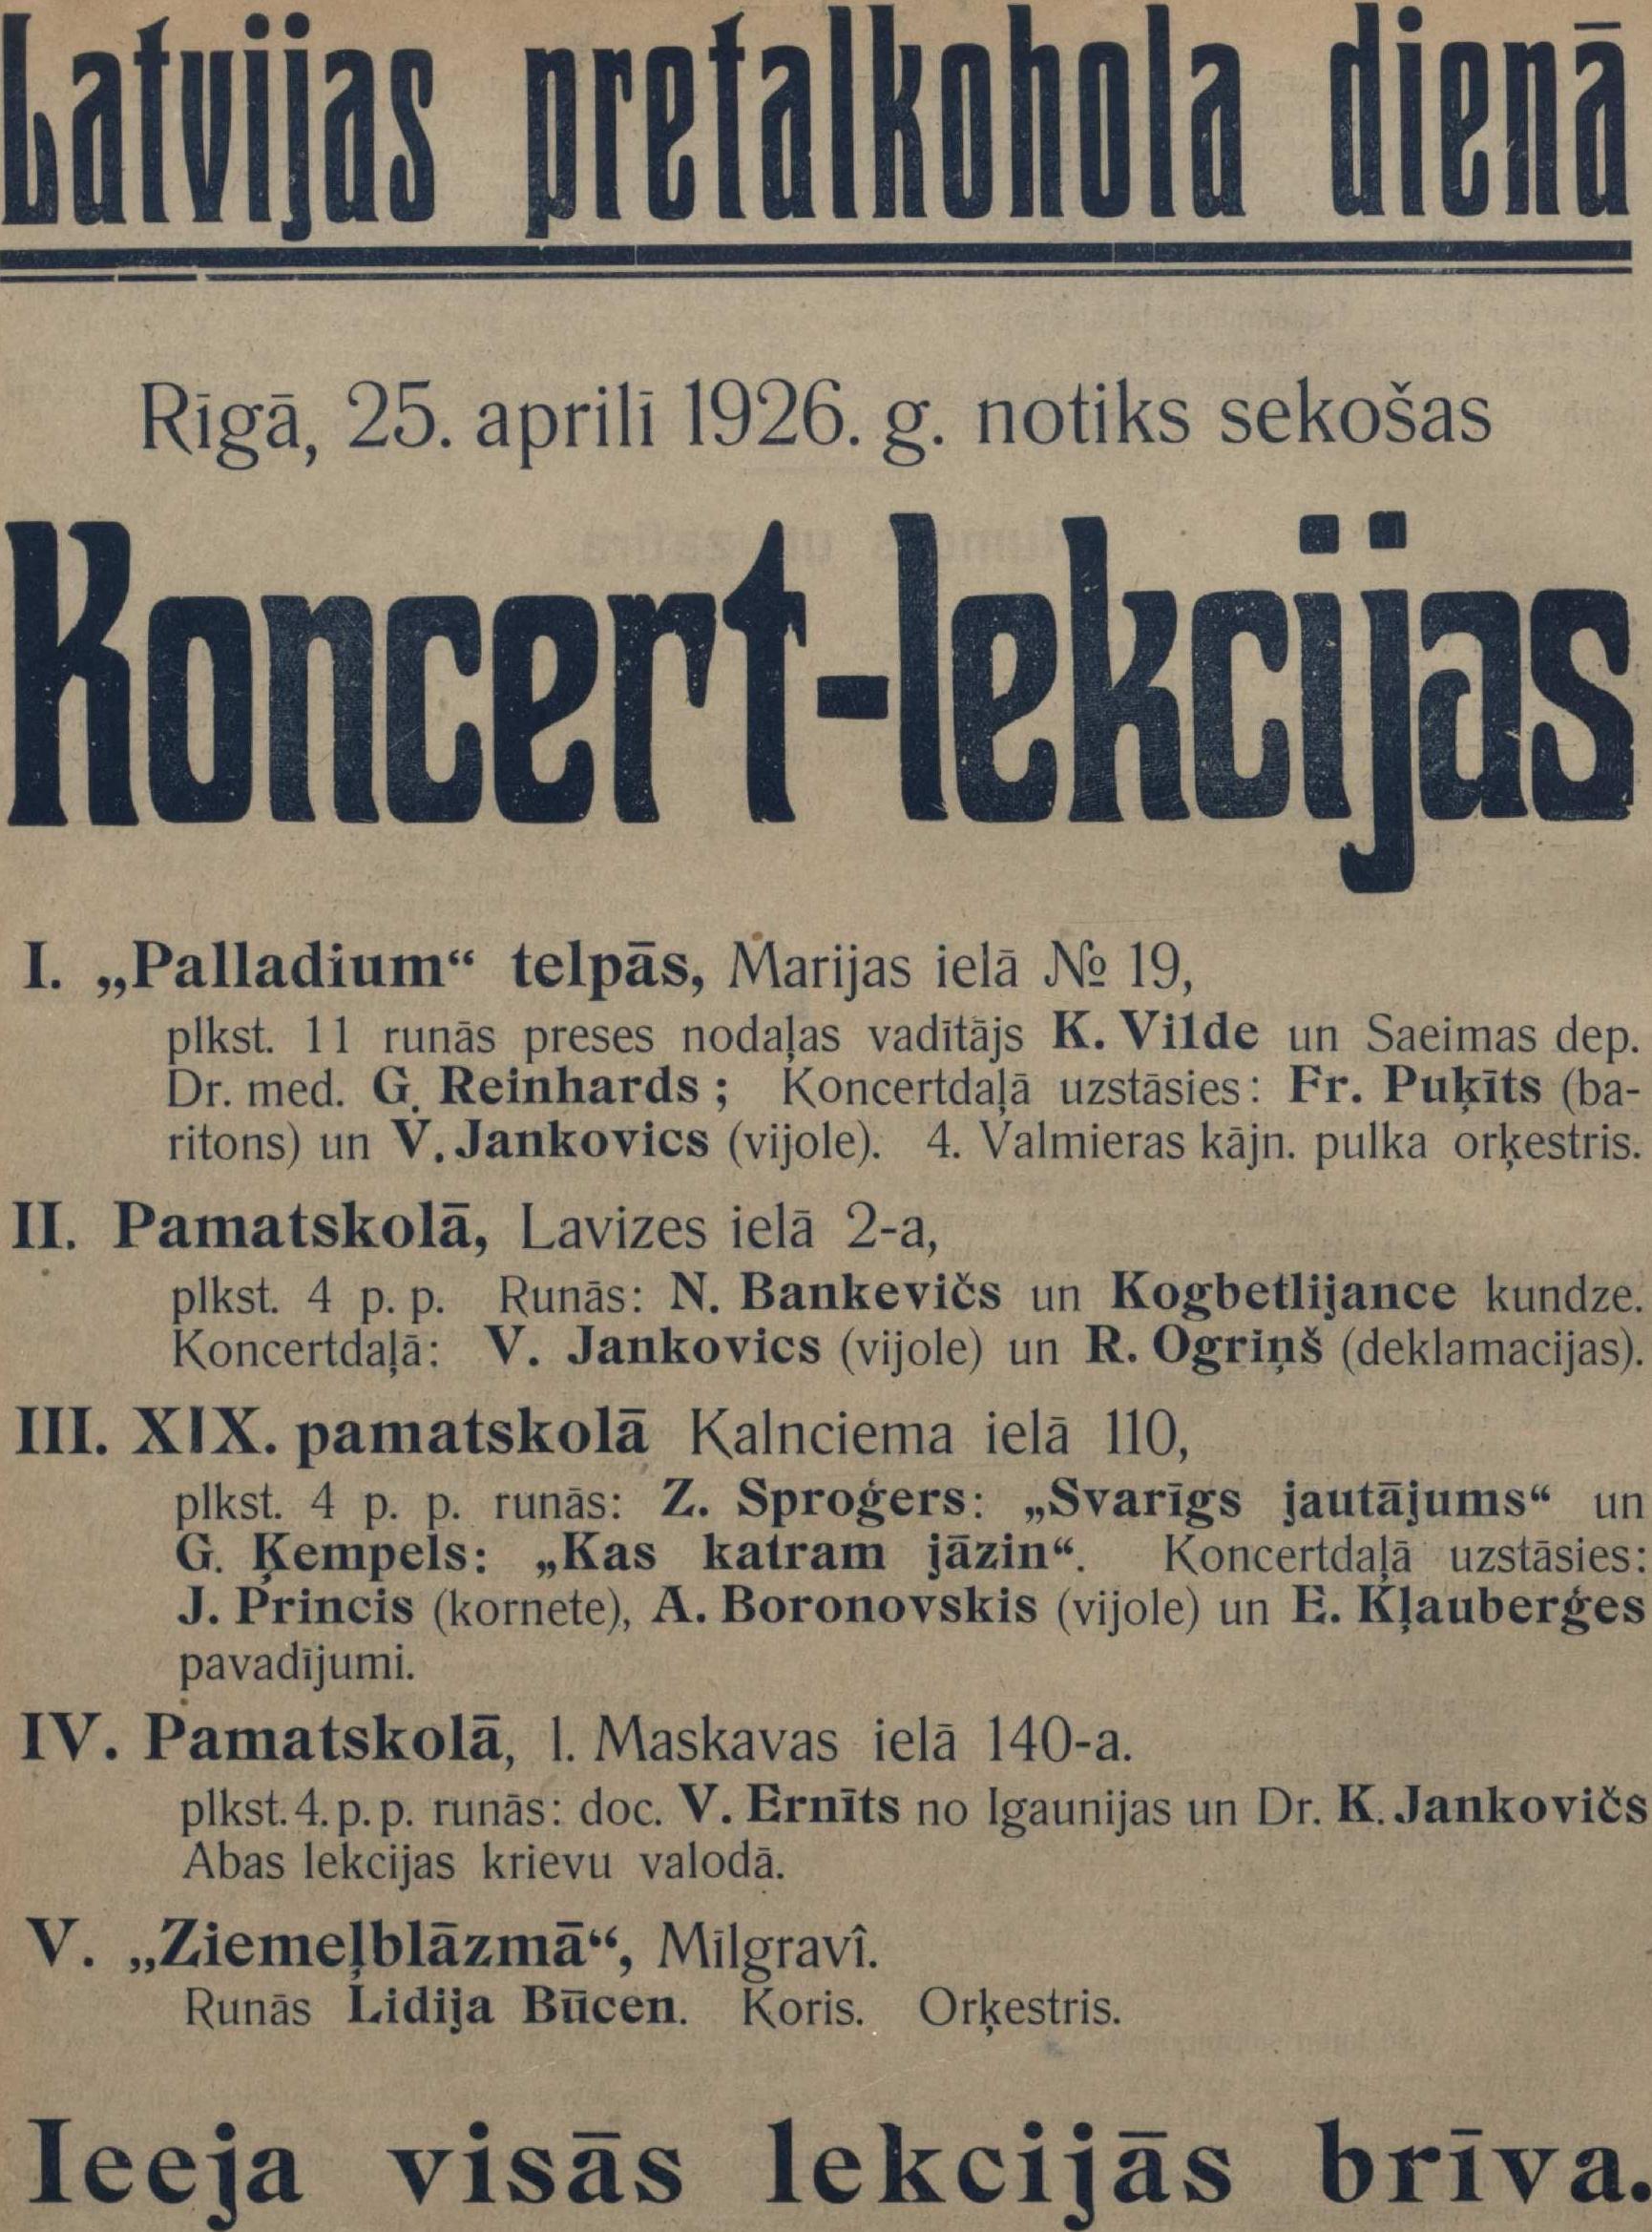 Latvijas pretalkohola dienā
Rīgā, 25. aprilī 1926. g. notiks sekošas
Koncert-lekcijas
I. „Palladium“ telpās, Marijas ielā № 19,
plkst. 11 runās preses nodaļas vadītājs K. Vilde un Saeimas dep.
Dr. med. G. Reinhards; Koncertdaļā uzstāsies: Fr. Puķīts (ba-
ritons) un V. Jankovics (vijole). 4. Valmieras kājn. pulka orķestris.
II. Pamatskolā, Lavizes ielā 2-a,
plkst. 4 p. p. Runās: N. Bankevičs un Kogbetlijance kundze.
Koncertdaļā: V. Jankovics (vijole) un R. Ogriņš (deklamacijas).
III. XIX. pamatskolā Kalnciema ielā 110,
plkst. 4 p. p. runās: Z. Sproģers: „Svarīgs jautājums“ un
G. Ķempels: „Kas katram jāzin“. Koncertdaļā uzstāsies:
J. Princis (kornete), A. Boronovskis (vijole) un E. Kļauberģes
pavadījumi.
IV. Pamatskolā, l. Maskavas ielā 140-a.
plkst. 4. p. p. runās: doc. V. Ernīts no Igaunijas un Dr. K. Jankovičs
Abas lekcijas krievu valodā.
V. „Ziemeļblāzmā“, Mīlgravî.
Runās Lidija Būcen. Koris. Orķestris.
Ieeja visās lekcijās brīva.